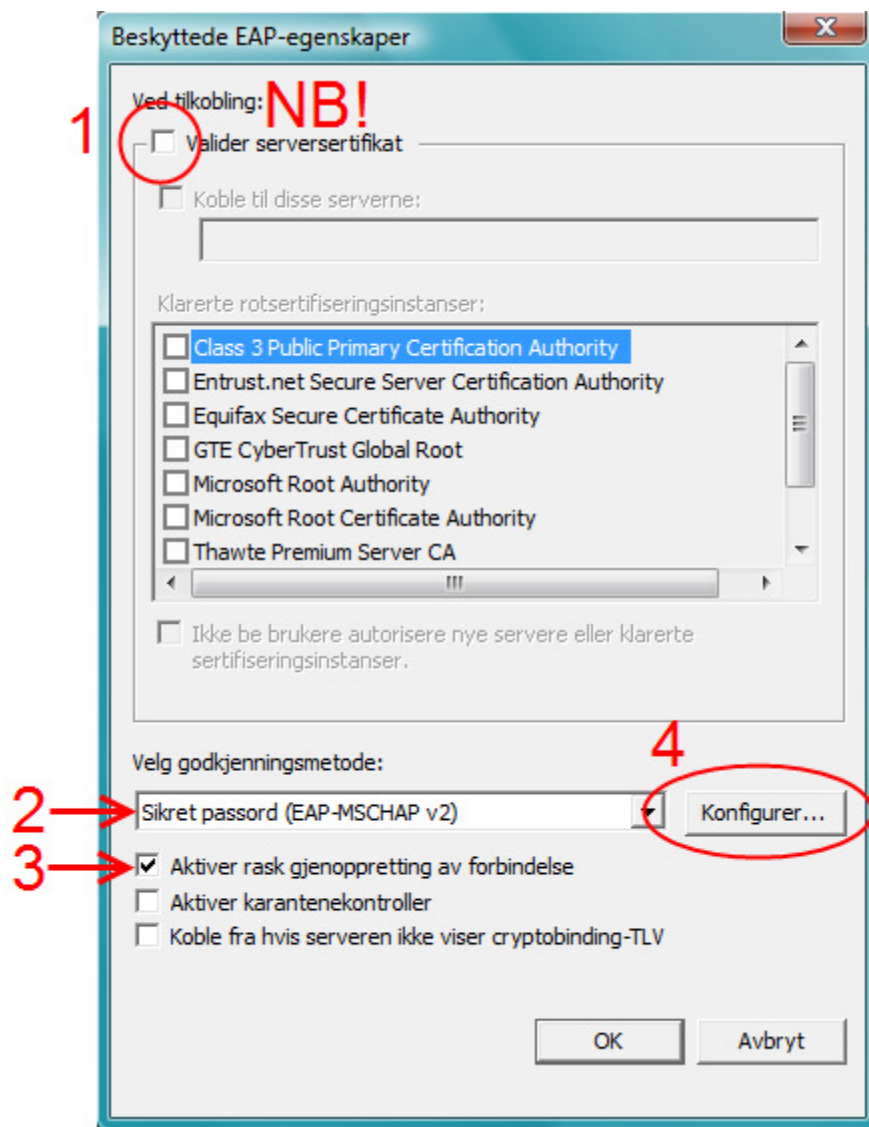 Beskyttede EAP-egenskaper
Ved tilkobling: NB!
1 Valider serversertifikat
Koble til disse serverne:
Klarerte rotsertifiseringsinstanser:
Class 3 Public Primary Certification Authority
Entrust.net Secure Server Certification Authority
Equifax Secure Certificate Authority
GTE CyberTrust Global Root
Microsoft Root Authority
Microsoft Root Certificate Authority
Thawte Premium Server CA
Ikke be brukere autorisere nye servere eller klarerte
sertifiseringsinstanser.
Velg godkjenningsmetode:
4
2 Sikret passord (EAP-MSCHAP v2) Konfigurer...
3 Aktiver rask gjenoppretting av forbindelse
Aktiver karantenekontroller
Koble fra hvis serveren ikke viser cryptobinding-TLV
OK Avbryt